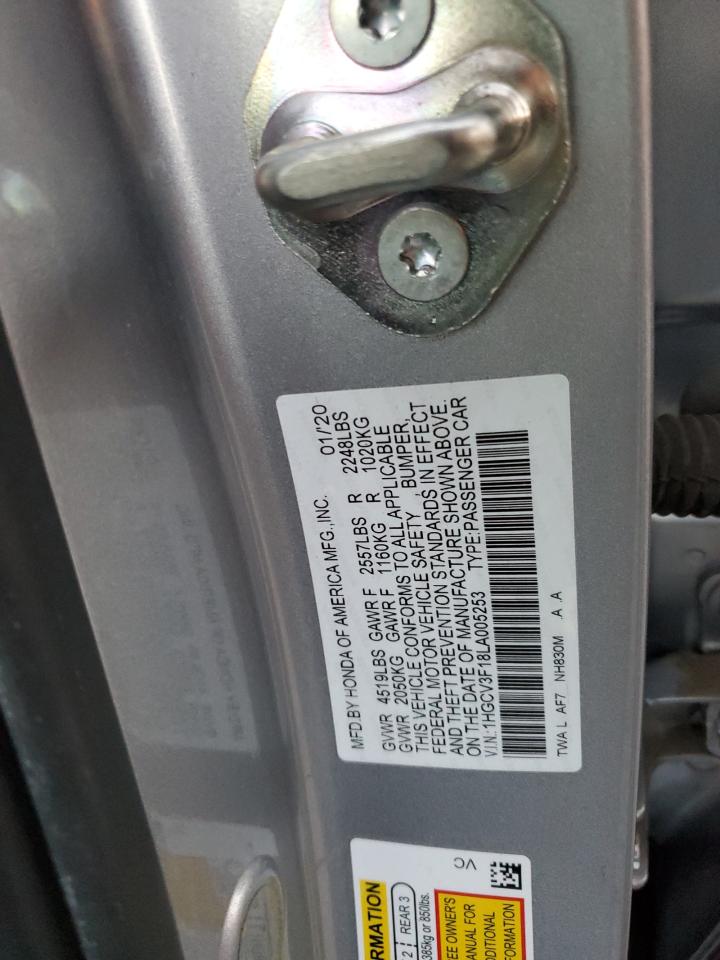 MFD.BY HONDA OF AMERICA MFG.,INC. 01/'20
GVWR 4519LBS GAWR F 2557LBS R 2248LBS
GVWR 2050KG GAWR F 1160KG R 1020KG
THIS VEHICLE CONFORMS TO ALL APPLICABLE
FEDERAL MOTOR VEHICLE SAFETY, BUMPER,
AND THEFT PREVENTION STANDARDS IN EFFECT
ON THE DATE OF MANUFACTURE SHOWN ABOVE.
V.I.N.:1HGCV3F18LA005253 TYPE:PASSENGER CAR
TWA L AF7 NH830M A .A
VC
RMATION
2 REAR 3
385kg or 850lbs.
EE OWNER'S
ANUAL FOR
DDITIONAL
FORMATION